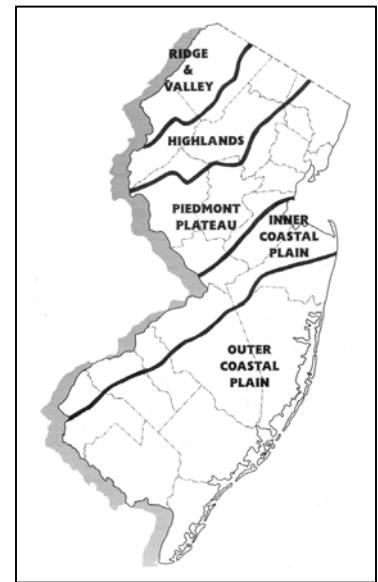 RIDGE
&
VALLEY
HIGHLANDS
PIEDMONT
PLATEAU
INNER
COASTAL
PLAIN
OUTER
COASTAL
PLAIN